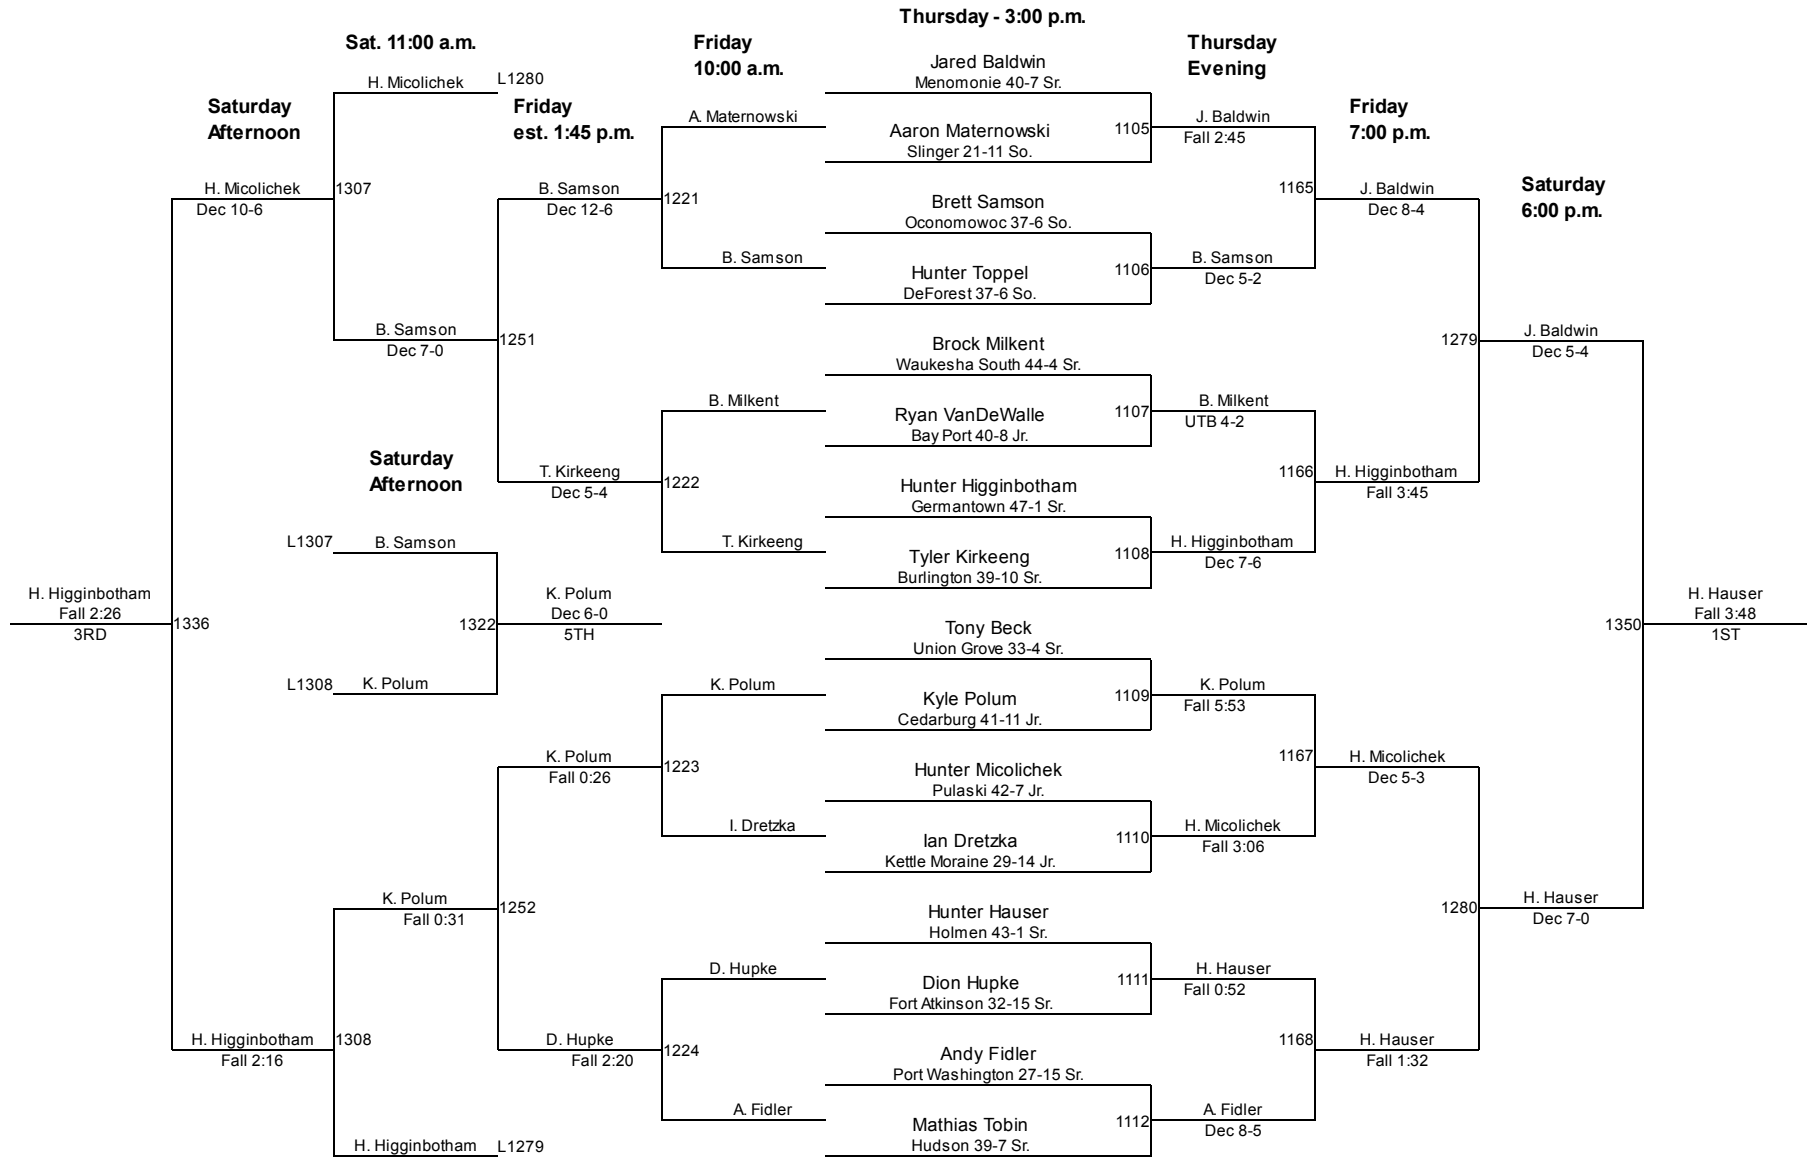 Thursday - 3:00 p.m.
Sat. 11:00 a.m.
Friday
10:00 a.m.
Thursday
Evening
Jared Baldwin
Menomonie 40-7 Sr.
H. Micolichek
L1280
Saturday
Afternoon
Friday
est. 1:45 p.m.
Friday
7:00 p.m.
A. Maternowski
Aaron Maternowski
Slinger 21-11 So.
1105
J. Baldwin
Fall 2:45
H. Micolichek
Dec 10-6
1307
B. Samson
Dec 12-6
1221
Brett Samson
Oconomowoc 37-6 So.
1165
J. Baldwin
Dec 8-4
Saturday
6:00 p.m.
B. Samson
Hunter Toppel
DeForest 37-6 So.
1106
B. Samson
Dec 5-2
B. Samson
Dec 7-0
1251
Brock Milkent
Waukesha South 44-4 Sr.
1279
J. Baldwin
Dec 5-4
B. Milkent
Ryan VanDeWalle
Bay Port 40-8 Jr.
1107
B. Milkent
UTB 4-2
Saturday
Afternoon
T. Kirkeeng
Dec 5-4
1222
Hunter Higginbotham
Germantown 47-1 Sr.
1166
H. Higginbotham
Fall 3:45
L1307
B. Samson
T. Kirkeeng
Tyler Kirkeeng
Burlington 39-10 Sr.
1108
H. Higginbotham
Dec 7-6
H. Higginbotham
Fall 2:26
3RD
1336
1322
K. Polum
Dec 6-0
5TH
Tony Beck
Union Grove 33-4 Sr.
1350
H. Hauser
Fall 3:48
1ST
L1308
K. Polum
K. Polum
Kyle Polum
Cedarburg 41-11 Jr.
1109
K. Polum
Fall 5:53
K. Polum
Fall 0:26
1223
Hunter Micolichek
Pulaski 42-7 Jr.
1167
H. Micolichek
Dec 5-3
I. Dretzka
Ian Dretzka
Kettle Moraine 29-14 Jr.
1110
H. Micolichek
Fall 3:06
K. Polum
Fall 0:31
1252
Hunter Hauser
Holmen 43-1 Sr.
1280
H. Hauser
Dec 7-0
D. Hupke
Dion Hupke
Fort Atkinson 32-15 Sr.
1111
H. Hauser
Fall 0:52
H. Higginbotham
Fall 2:16
1308
D. Hupke
Fall 2:20
1224
Andy Fidler
Port Washington 27-15 Sr.
1168
H. Hauser
Fall 1:32
A. Fidler
Mathias Tobin
Hudson 39-7 Sr.
1112
A. Fidler
Dec 8-5
H. Higginbotham
L1279